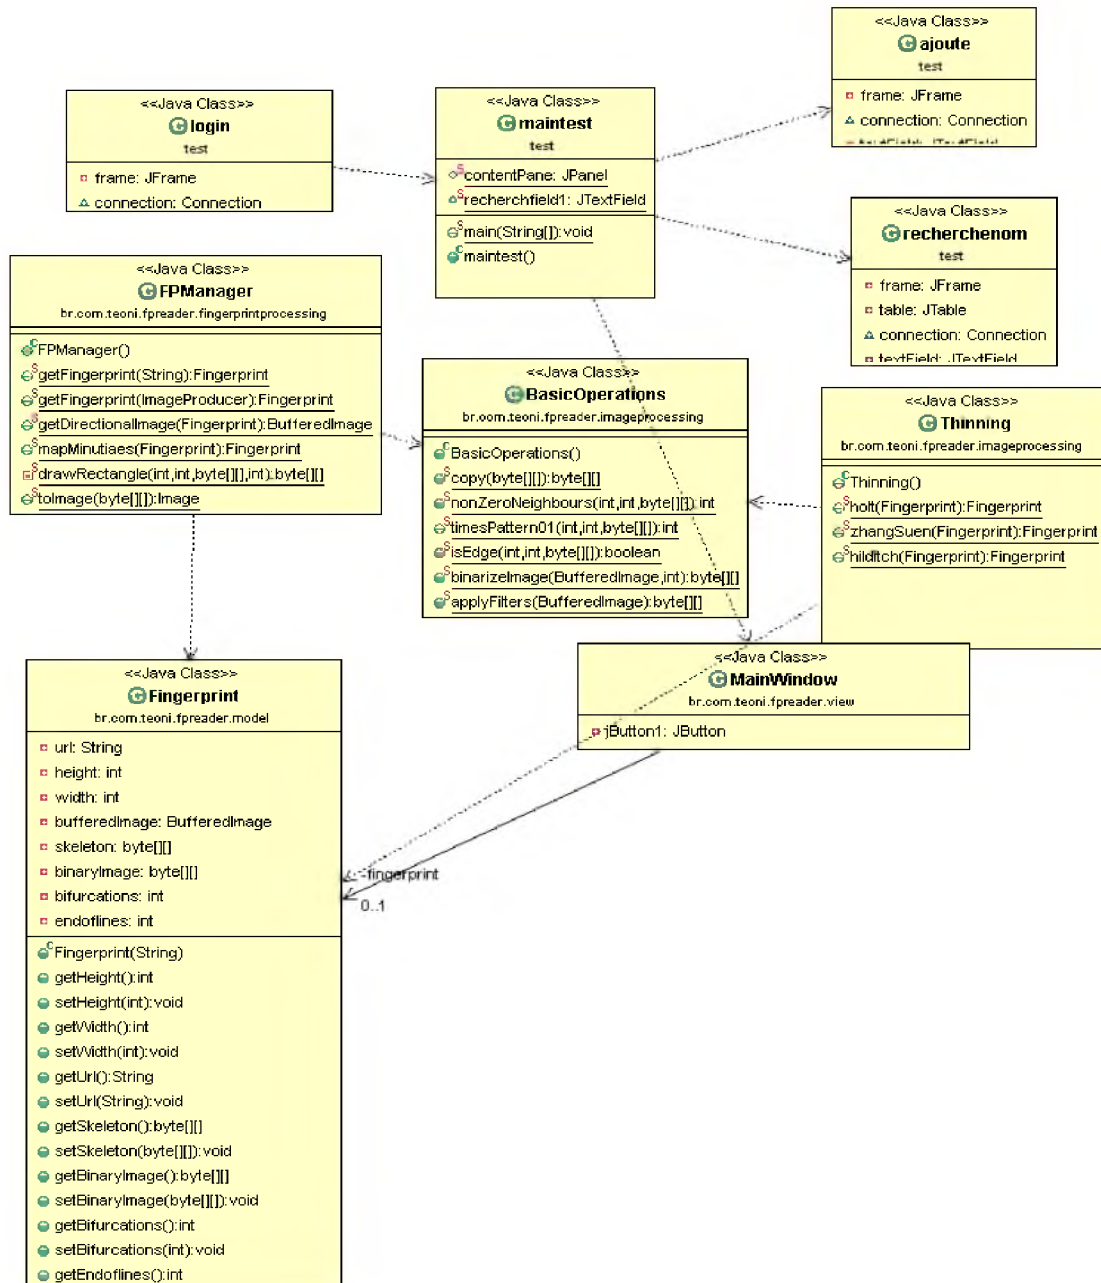 <<Java Class>>
ajoute
test
frame: JFrame
connection: Connection
<<Java Class>>
login
test
frame: JFrame
connection: Connection
<<Java Class>>
maintest
test
contentPane: JPanel
recherchfield1: JTextField
main(String[]):void
maintest()
<<Java Class>>
recherchenom
test
frame: JFrame
table: JTable
connection: Connection
textField: JTextField
<<Java Class>>
FPManager
br.com.teoni.fpreader.fingerprintprocessing
FPManager()
getFingerprint(String):Fingerprint
getFingerprint(ImageProducer):Fingerprint
getDirectionalImage(Fingerprint):BufferedImage
mapMinutiaes(Fingerprint):Fingerprint
drawRectangle(int,int,byte[][],int):byte[][]
toImage(byte[][]):Image
<<Java Class>>
BasicOperations
br.com.teoni.fpreader.imageprocessing
BasicOperations()
copy(byte[][]):byte[][]
nonZeroNeighbours(int,int,byte[][]):int
timesPattern01(int,int,byte[][]):int
isEdge(int,int,byte[][]):boolean
binarizeImage(BufferedImage,int):byte[][]
applyFilters(BufferedImage):byte[][]
<<Java Class>>
Thinning
br.com.teoni.fpreader.imageprocessing
Thinning()
holt(Fingerprint):Fingerprint
zhangSuen(Fingerprint):Fingerprint
hilditch(Fingerprint):Fingerprint
<<Java Class>>
MainWindow
br.com.teoni.fpreader.view
jButton1: JButton
<<Java Class>>
Fingerprint
br.com.teoni.fpreader.model
url: String
height: int
width: int
bufferedImage: BufferedImage
skeleton: byte[][]
binaryImage: byte[][]
bifurcations: int
endoflines: int
-fingerprint
0..1
Fingerprint(String)
getHeight():int
setHeight(int):void
getWidth():int
setWidth(int):void
getUrl():String
setUrl(String):void
getSkeleton():byte[][]
setSkeleton(byte[][]):void
getBinaryImage():byte[][]
setBinaryImage(byte[][]):void
getBifurcations():int
setBifurcations(int):void
getEndoflines():int